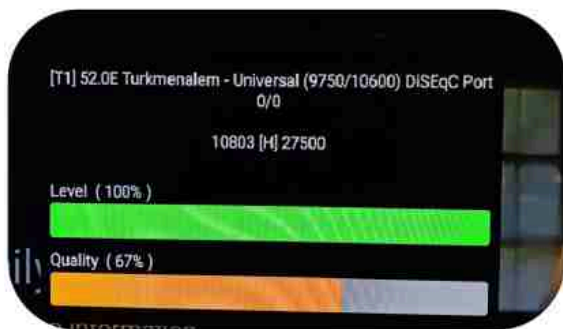 [T1] 52.0E Turkmenalem - Universal (9750/10600) DiSEqC Port
0/0
10803 [H] 27500
Level ( 100% )
Quality ( 67% )